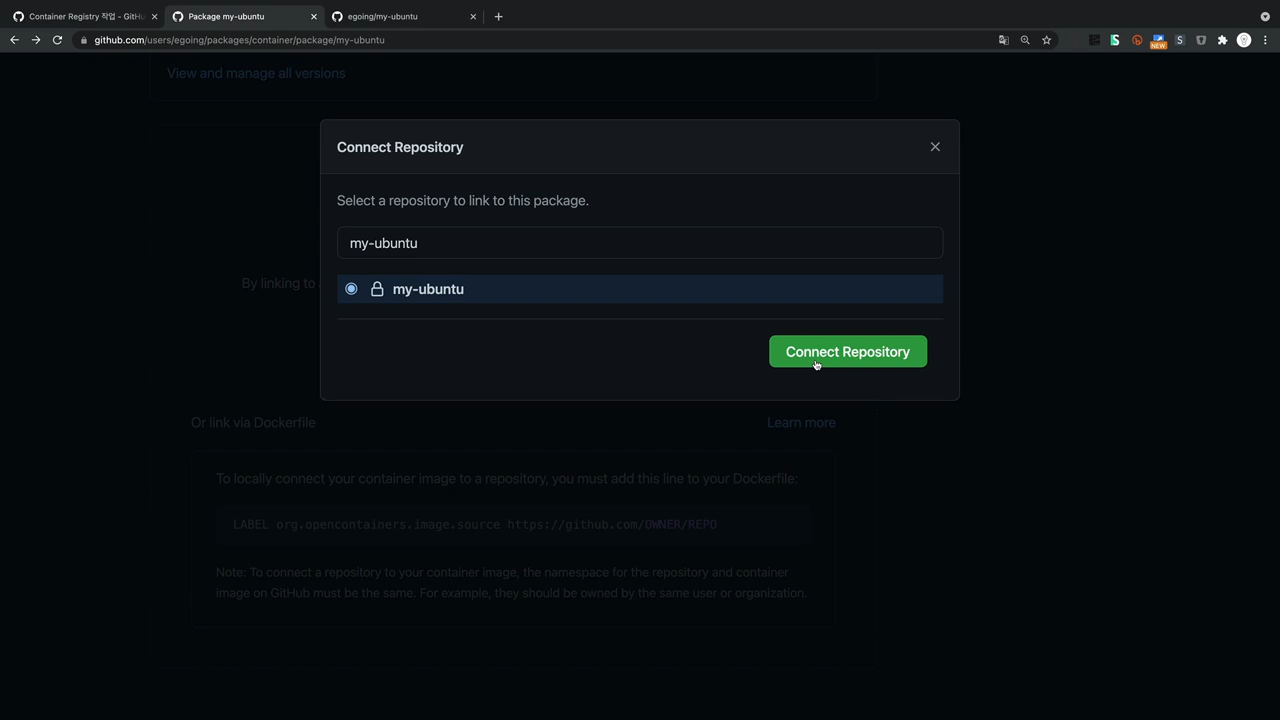 Container Registry 작업 - GitHu
Package my-ubuntu
egoing/my-ubuntu
github.com/users/egoing/packages/container/package/my-ubuntu
NEW
View and manage all versions
Connect Repository
Select a repository to link to this package.
my-ubuntu
my-ubuntu
By linking to
Connect Repository
Or link via Dockerfile
Learn more
To locally connect your container image to a repository, you must add this line to your Dockerfile:
LABEL org.opencontainers.image.source https://github.com/OWNER/REPO
Note: To connect a repository to your container image, the namespace for the repository and container
image on GitHub must be the same. For example, they should be owned by the same user or organization.